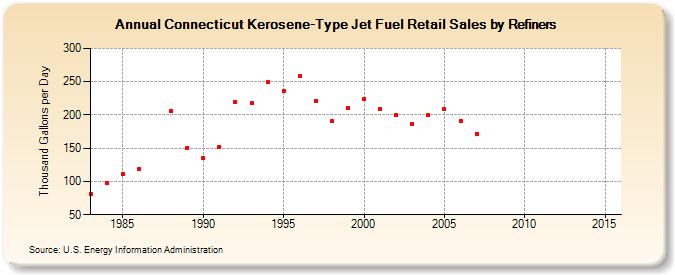 Annual Connecticut Kerosene-Type Jet Fuel Retail Sales by Refiners
Thousand Gallons per Day
300
250
200
150
100
50
1985 1990 1995 2000 2005 2010 2015
Source: U.S. Energy Information Administration